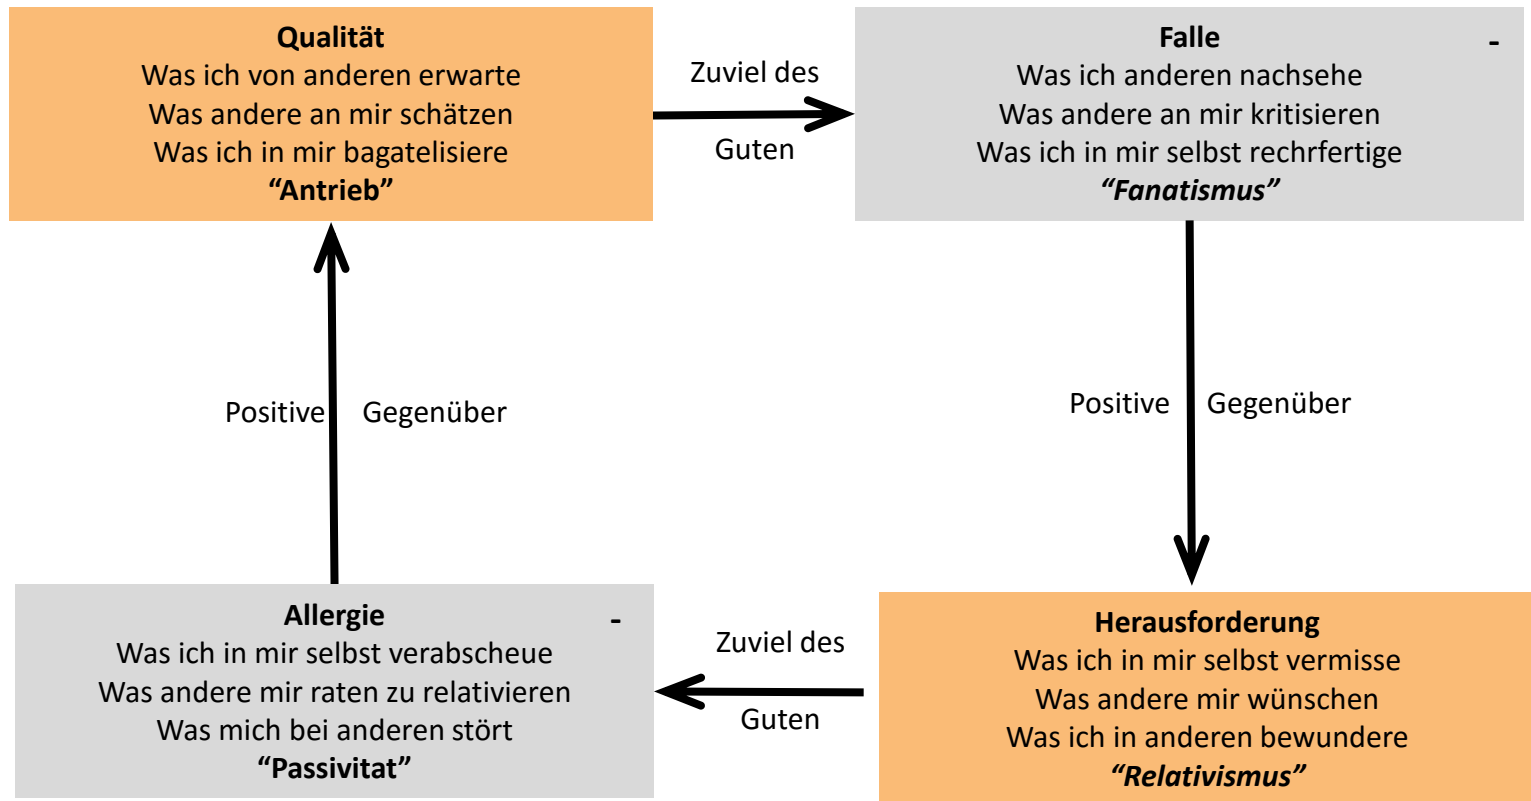 Qualität
Was ich von anderen erwarte
Was andere an mir schätzen
Was ich in mir bagatelisiere
“Antrieb”
Zuviel des
Guten
Falle -
Was ich anderen nachsehe
Was andere an mir kritisieren
Was ich in mir selbst rechrfertige
“Fanatismus”
Positive Gegenüber
Positive Gegenüber
Allergie -
Was ich in mir selbst verabscheue
Was andere mir raten zu relativieren
Was mich bei anderen stört
“Passivitat”
Zuviel des
Guten
Herausforderung
Was ich in mir selbst vermisse
Was andere mir wünschen
Was ich in anderen bewundere
“Relativismus”